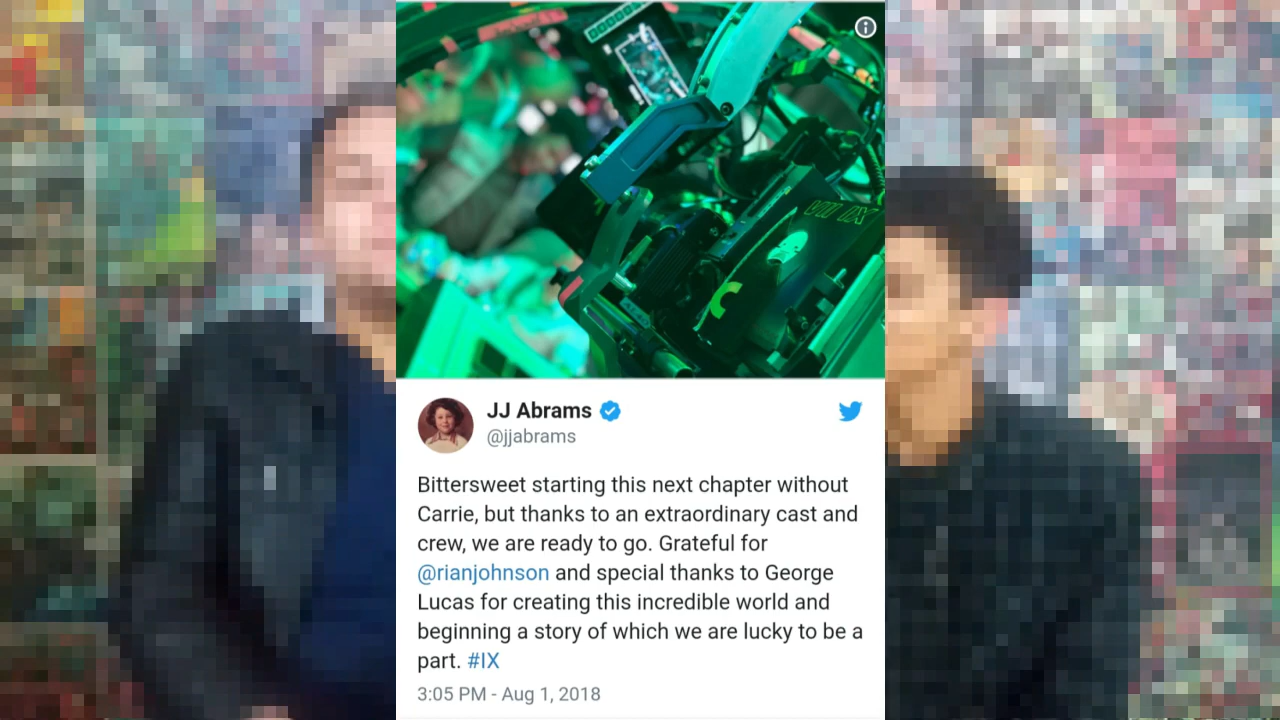 VII IX
JJ Abrams
@jjabrams
Bittersweet starting this next chapter without
Carrie, but thanks to an extraordinary cast and
crew, we are ready to go. Grateful for
@rianjohnson and special thanks to George
Lucas for creating this incredible world and
beginning a story of which we are lucky to be a
part. #IX
3:05 PM - Aug 1, 2018